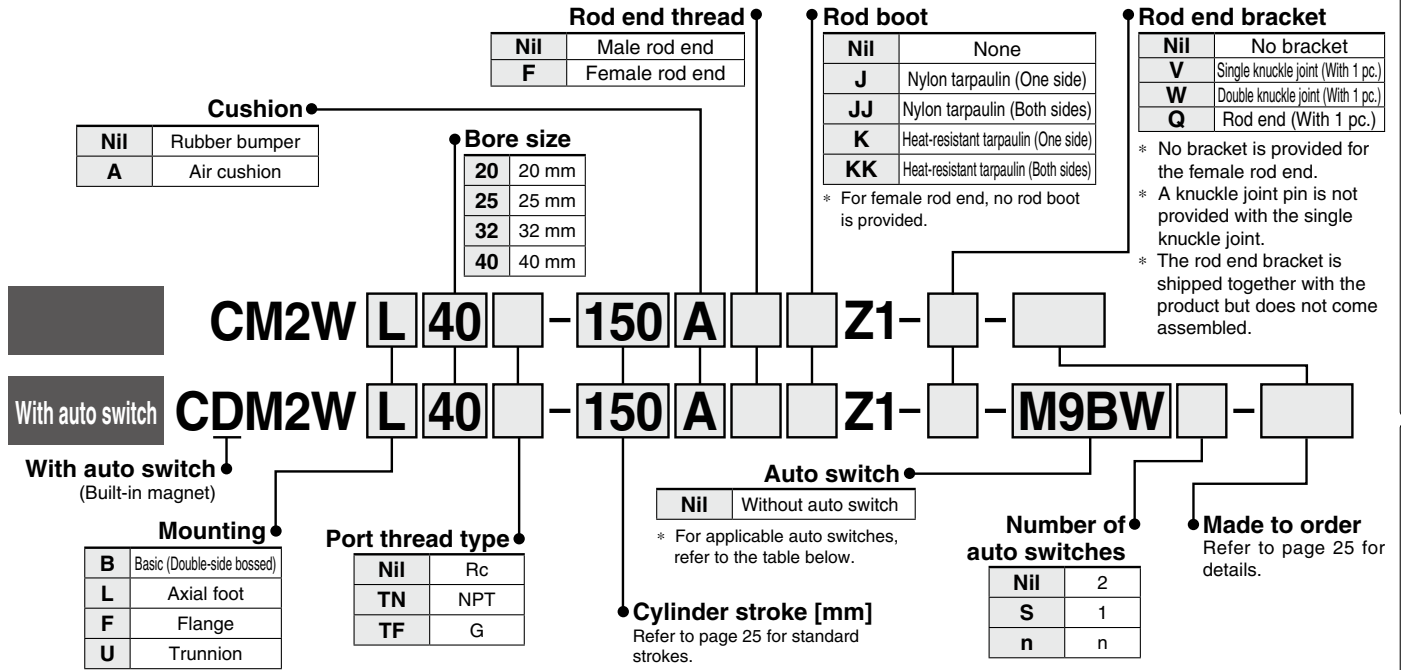 Rod end thread
Nil Male rod end
F Female rod end
Rod boot
Nil None
J Nylon tarpaulin (One side)
JJ Nylon tarpaulin (Both sides)
K Heat-resistant tarpaulin (One side)
KK Heat-resistant tarpaulin (Both sides)
* For female rod end, no rod boot
is provided.
Rod end bracket
Nil No bracket
V Single knuckle joint (With 1 pc.)
W Double knuckle joint (With 1 pc.)
Q Rod end (With 1 pc.)
* No bracket is provided for
the female rod end.
* A knuckle joint pin is not
provided with the single
knuckle joint.
* The rod end bracket is
shipped together with the
product but does not come
assembled.
Cushion
Nil Rubber bumper
A Air cushion
Bore size
20 20 mm
25 25 mm
32 32 mm
40 40 mm
CM2W L 40 - 150 A Z1- -
With auto switch CDM2W L 40 - 150 A Z1- - M9BW -
With auto switch
(Built-in magnet)
Mounting
B Basic (Double-side bossed)
L Axial foot
F Flange
U Trunnion
Port thread type
Nil Rc
TN NPT
TF G
Cylinder stroke [mm]
Refer to page 25 for standard
strokes.
Auto switch
Nil Without auto switch
* For applicable auto switches,
refer to the table below.
Number of
auto switches
Nil 2
S 1
n n
Made to order
Refer to page 25 for
details.